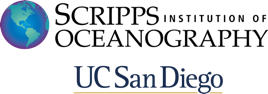 SCRIPPS INSTITUTION OF
OCEANOGRAPHY
UC San Diego